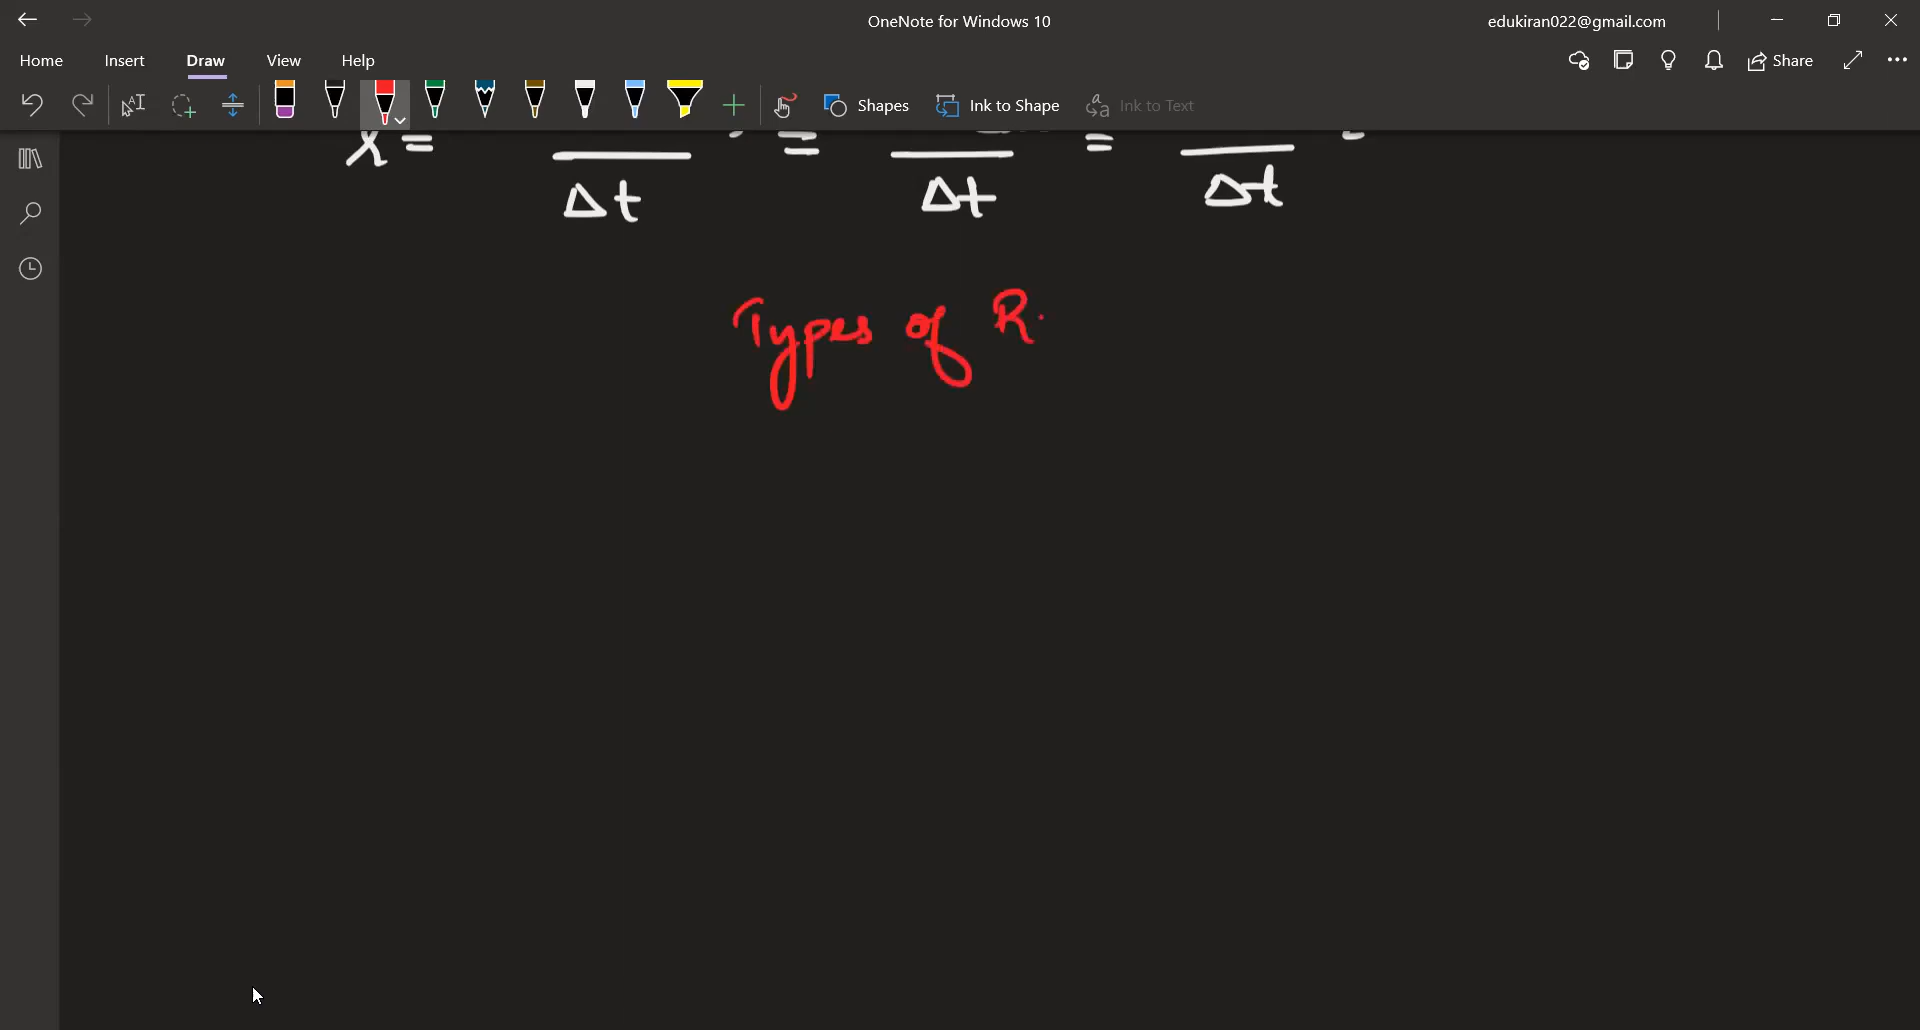 OneNote for Windows 10 edukiran022@gmail.com
Home Insert Draw View Help Share
Shapes Ink to Shape Ink to Text
=  =  =
Δt Δt Δt
Types of R.